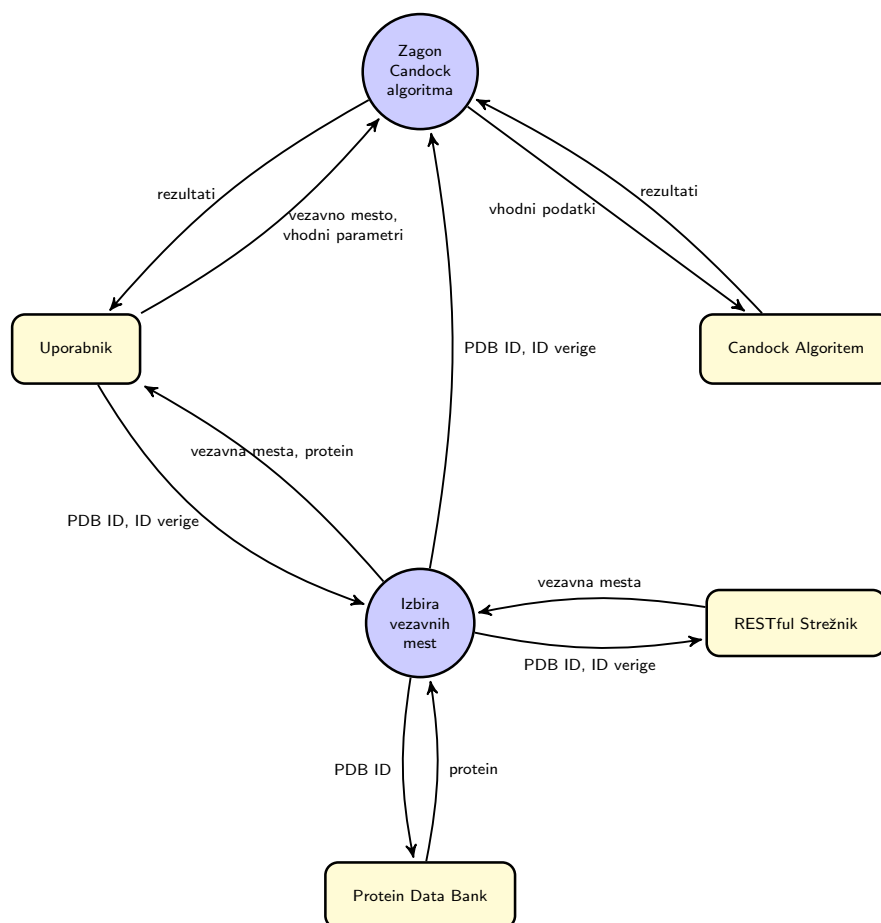 Zagon
Candock
algoritma
rezultati
rezultati
vezavno mesto,
vhodni parametri
vhodni podatki
Uporabnik
PDB ID, ID verige
Candock Algoritem
vezavna mesta, protein
PDB ID, ID verige
vezavna mesta
Izbira
vezavnih
mest
RESTful Strežnik
PDB ID, ID verige
PDB ID
protein
Protein Data Bank